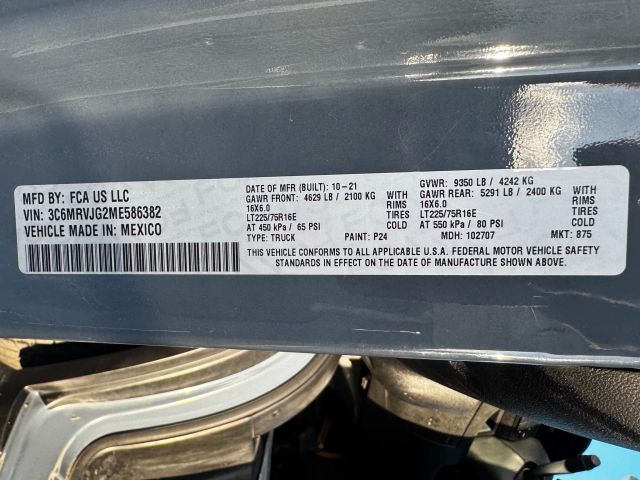 MFD BY: FCA US LLC
VIN: 3C6MRVJG2ME586382
VEHICLE MADE IN: MEXICO
DATE OF MFR (BUILT): 10-21 GVWR: 9350 LB / 4242 KG
GAWR FRONT: 4629 LB / 2100 KG WITH GAWR REAR: 5291 LB / 2400 KG WITH
16X6.0 RIMS 16X6.0 RIMS
LT225/75R16E TIRES LT225/75R16E TIRES
AT 450 kPa / 65 PSI COLD AT 550 kPa / 80 PSI COLD
TYPE: TRUCK PAINT: P24 MDH: 102707 MKT: 875
THIS VEHICLE CONFORMS TO ALL APPLICABLE U.S.A. FEDERAL MOTOR VEHICLE SAFETY
STANDARDS IN EFFECT ON THE DATE OF MANUFACTURE SHOWN ABOVE.